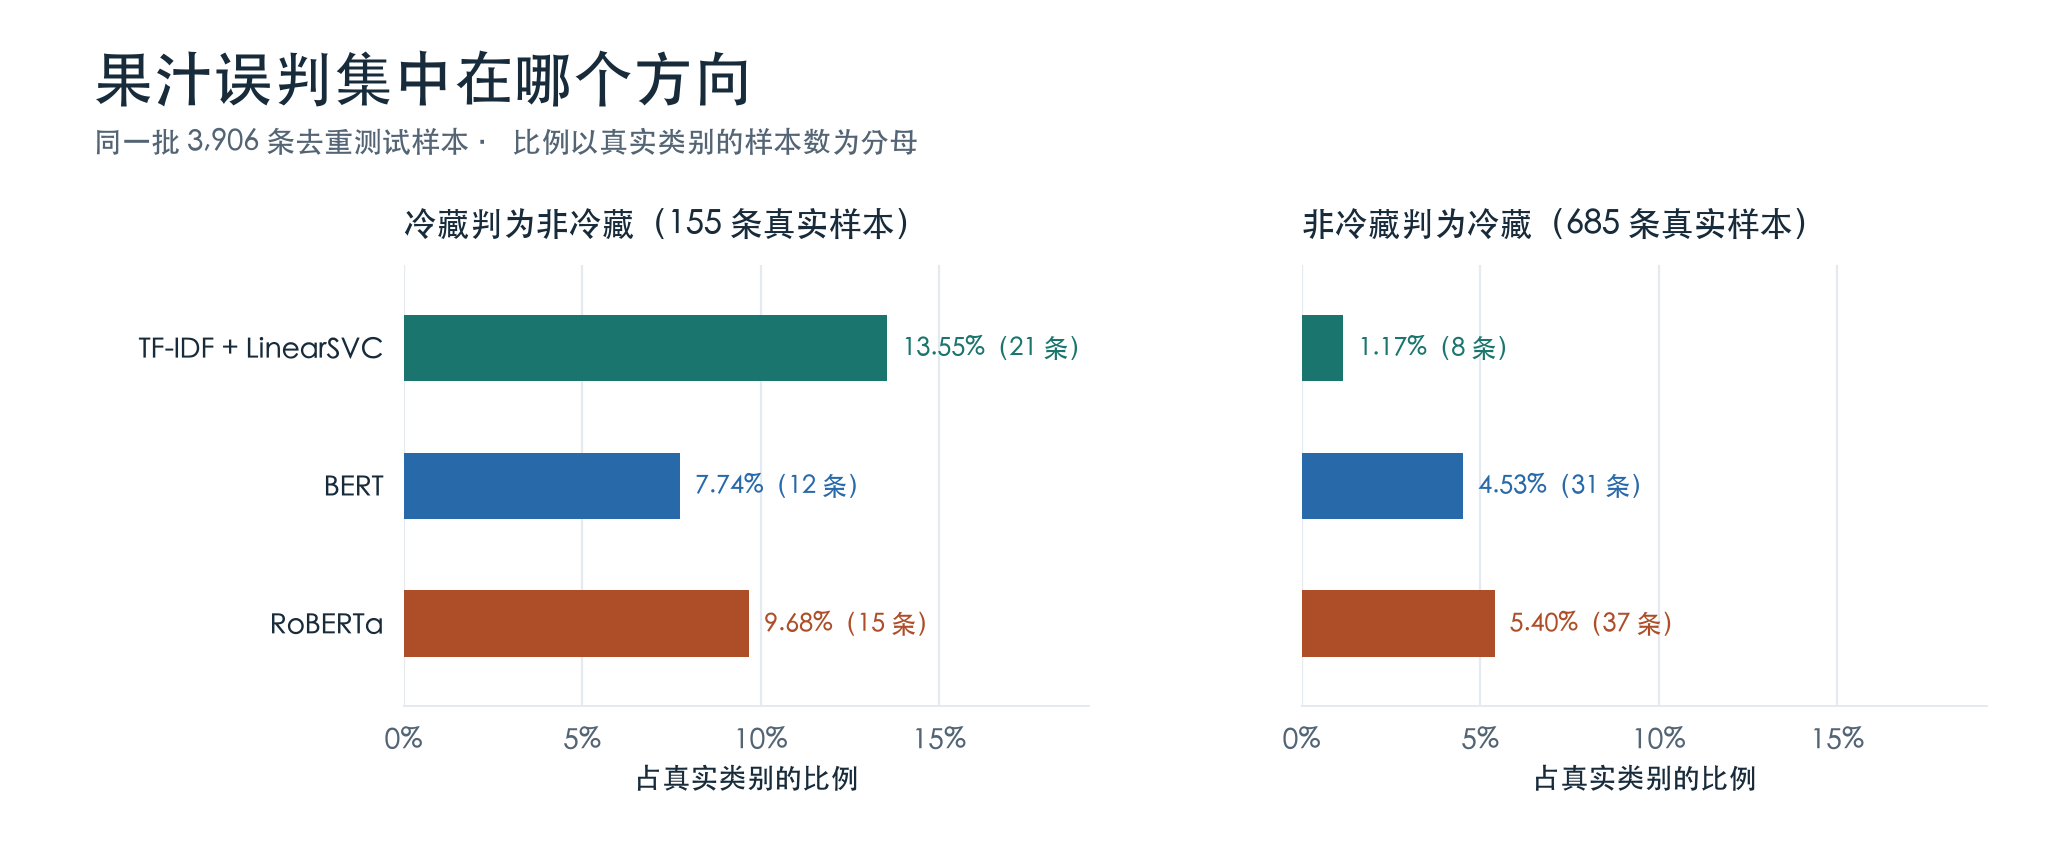 果汁误判集中在哪个方向
同一批 3,906 条去重测试样本 · 比例以真实类别的样本数为分母
冷藏判为非冷藏（155 条真实样本）
TF-IDF + LinearSVC
13.55%（21 条）
BERT
7.74%（12 条）
RoBERTa
9.68%（15 条）
0% 5% 10% 15%
占真实类别的比例
非冷藏判为冷藏（685 条真实样本）
1.17%（8 条）
4.53%（31 条）
5.40%（37 条）
0% 5% 10% 15%
占真实类别的比例